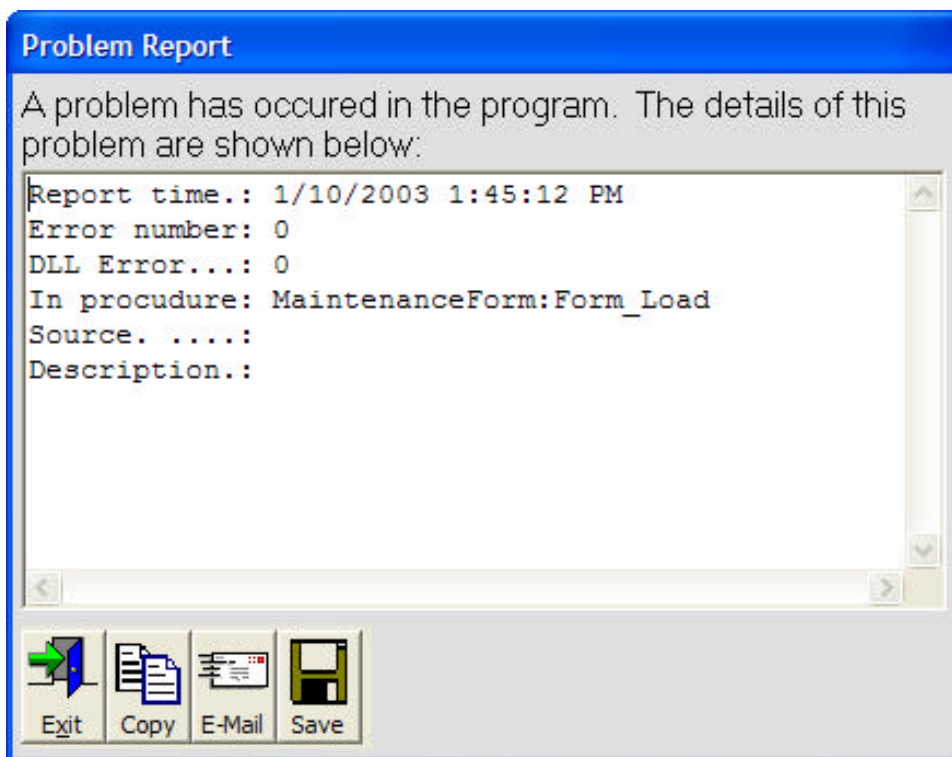 Problem Report
A problem has occured in the program.  The details of this
problem are shown below:
Report time.: 1/10/2003 1:45:12 PM
Error number: 0
DLL Error...: 0
In procudure: MaintenanceForm:Form_Load
Source. ....:
Description.:
Exit
Copy
E-Mail
Save